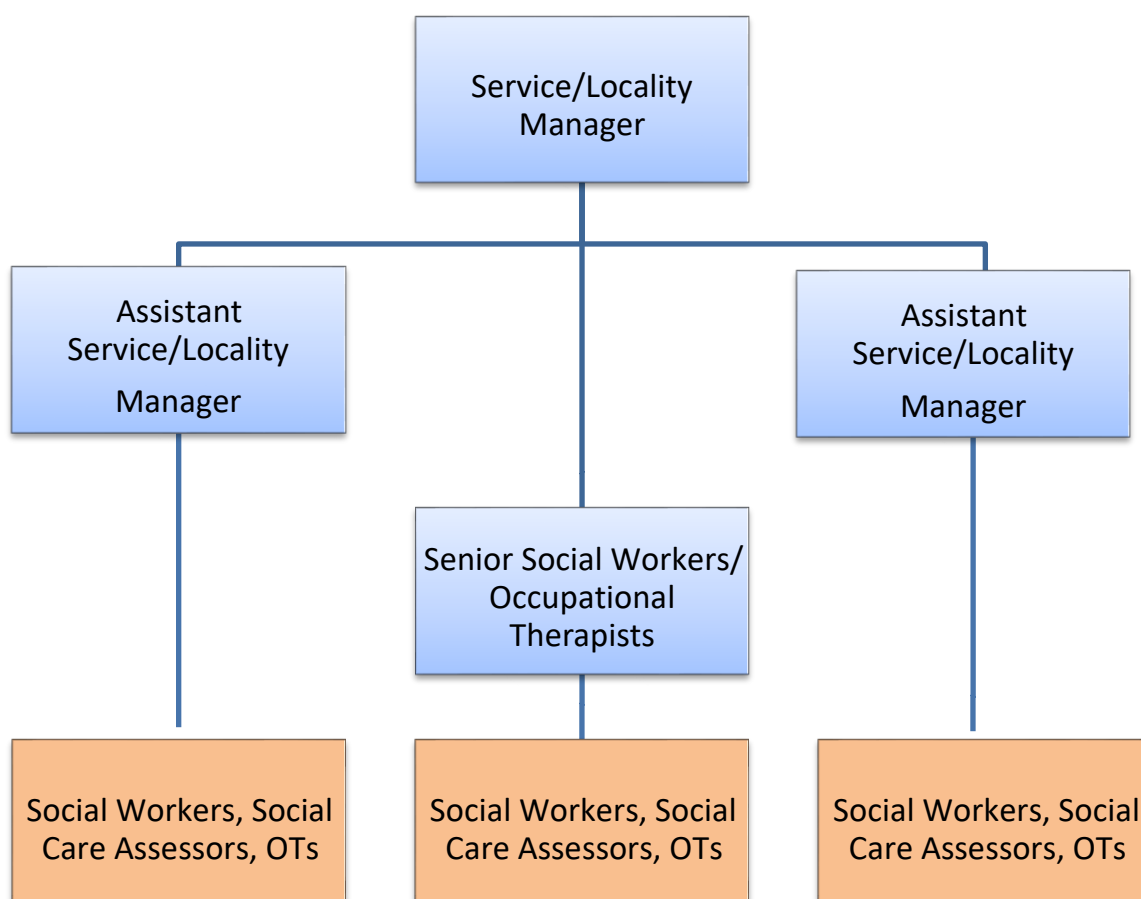 Service/Locality
Manager
Assistant
Service/Locality
Manager
Assistant
Service/Locality
Manager
Senior Social Workers/
Occupational
Therapists
Social Workers, Social
Care Assessors, OTs
Social Workers, Social
Care Assessors, OTs
Social Workers, Social
Care Assessors, OTs